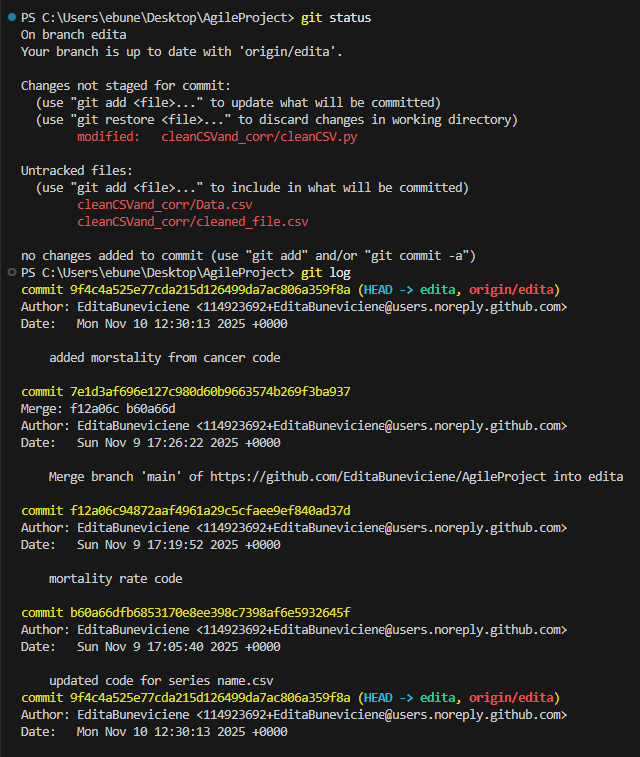 PS C:\Users\ebune\Desktop\AgileProject> git status
On branch edita
Your branch is up to date with 'origin/edita'.
Changes not staged for commit:
(use "git add <file>..." to update what will be committed)
(use "git restore <file>..." to discard changes in working directory)
modified:   cleanCSVand_corr/cleanCSV.py
Untracked files:
(use "git add <file>..." to include in what will be committed)
cleanCSVand_corr/Data.csv
cleanCSVand_corr/cleaned_file.csv
no changes added to commit (use "git add" and/or "git commit -a")
PS C:\Users\ebune\Desktop\AgileProject> git log
commit 9f4c4a525e77cda215d126499da7ac806a359f8a (HEAD -> edita, origin/edita)
Author: EditaBuneviciene <114923692+EditaBuneviciene@users.noreply.github.com>
Date:   Mon Nov 10 12:30:13 2025 +0000
added morstality from cancer code
commit 7e1d3af696e127c980d60b9663574b269f3ba937
Merge: f12a06c b60a66d
Author: EditaBuneviciene <114923692+EditaBuneviciene@users.noreply.github.com>
Date:   Sun Nov 9 17:26:22 2025 +0000
Merge branch 'main' of https://github.com/EditaBuneviciene/AgileProject into edita
commit f12a06c94872aaf4961a29c5cfaee9ef840ad37d
Author: EditaBuneviciene <114923692+EditaBuneviciene@users.noreply.github.com>
Date:   Sun Nov 9 17:19:52 2025 +0000
mortality rate code
commit b60a66dfb6853170e8ee398c7398af6e5932645f
Author: EditaBuneviciene <114923692+EditaBuneviciene@users.noreply.github.com>
Date:   Sun Nov 9 17:05:40 2025 +0000
updated code for series name.csv
commit 9f4c4a525e77cda215d126499da7ac806a359f8a (HEAD -> edita, origin/edita)
Author: EditaBuneviciene <114923692+EditaBuneviciene@users.noreply.github.com>
Date:   Mon Nov 10 12:30:13 2025 +0000